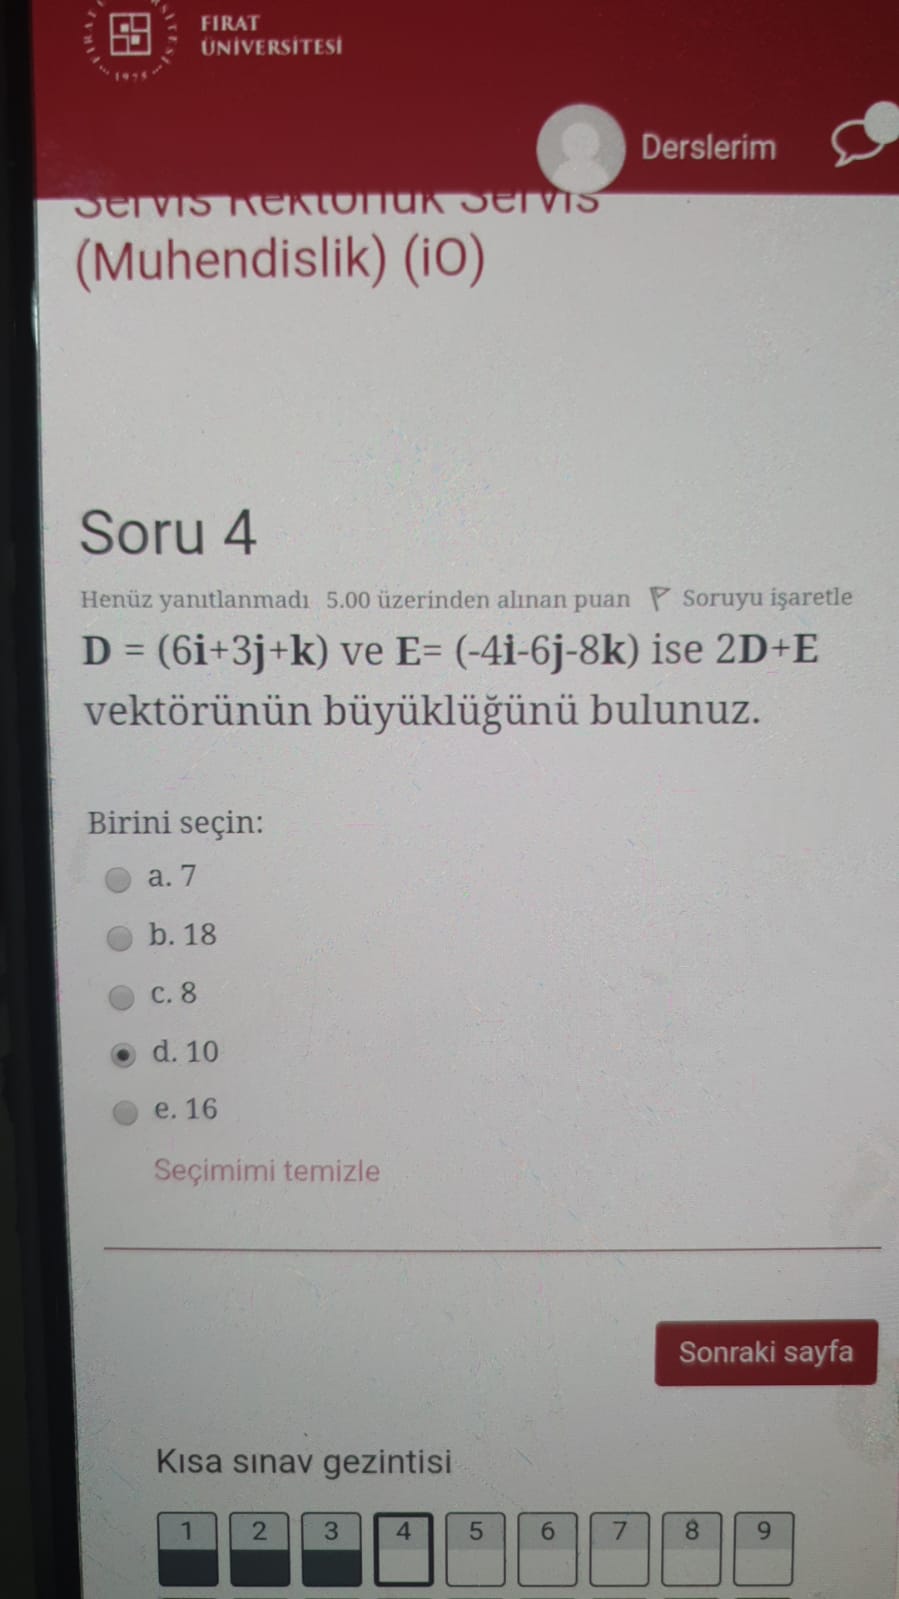 FIRAT
ÜNİVERSİTESİ
1975
Derslerim
Servis Rektörlük Servis
(Muhendislik) (iO)
Soru 4
Henüz yanıtlanmadı 5.00 üzerinden alınan puan Soruyu işaretle
D = (6i+3j+k) ve E= (-4i-6j-8k) ise 2D+E
vektörünün büyüklüğünü bulunuz.
Birini seçin:
a. 7
b. 18
c. 8
d. 10
e. 16
Seçimimi temizle
Sonraki sayfa
Kısa sınav gezintisi
1 2 3 4 5 6 7 8 9